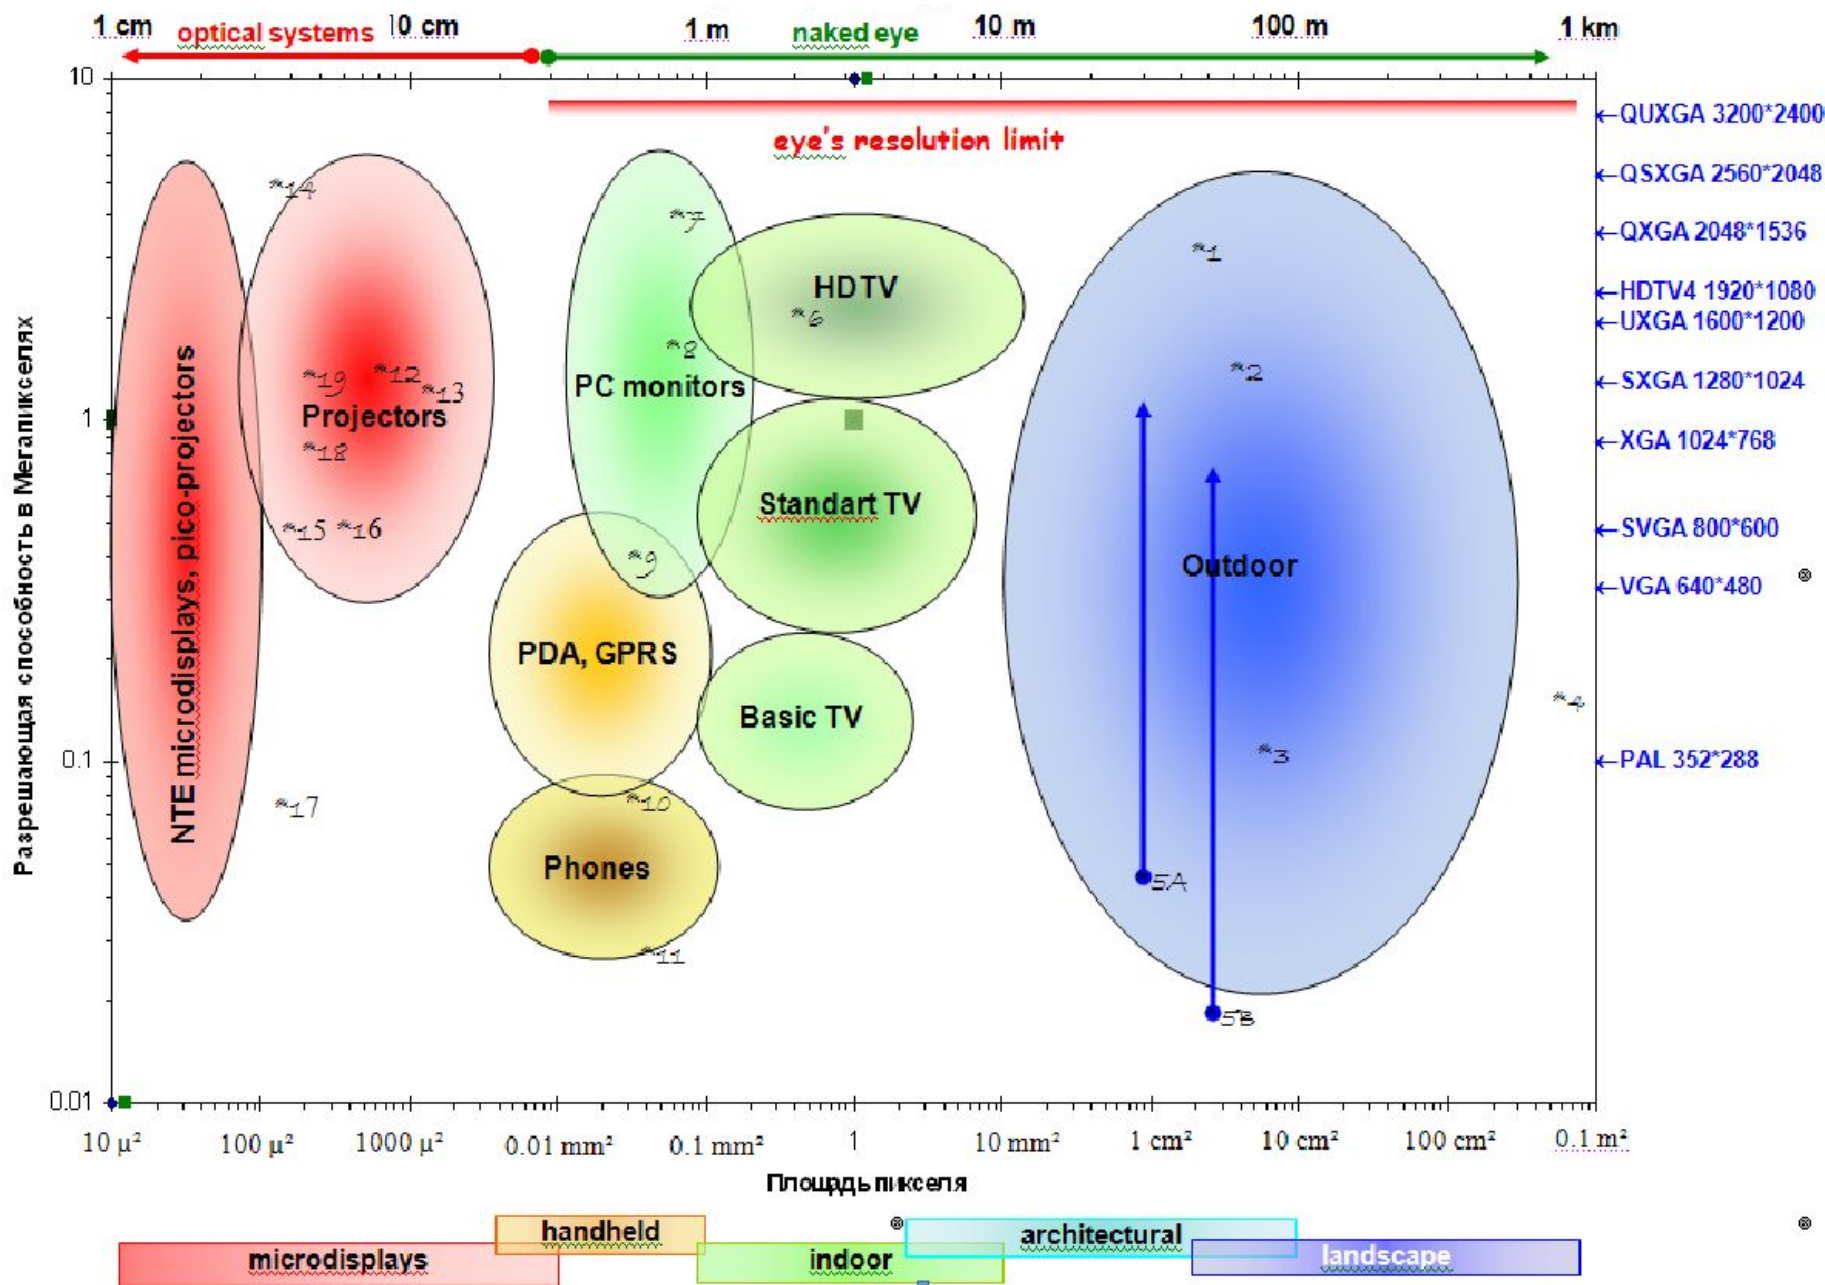 1 cm
optical systems
10 cm
1 m
naked eye
10 m
100 m
1 km
10
eye's resolution limit
QUXGA 3200*2400
*14
QSXGA 2560*2048
*7
QXGA 2048*1536
*1
HDTV
HDTV4 1920*1080
*6
UXGA 1600*1200
*8
*19
*12
*13
PC monitors
*2
SXGA 1280*1024
1
Projectors
XGA 1024*768
*18
Standart TV
*15
*16
SVGA 800*600
*9
Outdoor
VGA 640*480
Разрешающая способность в Мегапикселях
NTE microdisplays, pico-projectors
PDA, GPRS
*4
Basic TV
*3
0.1
PAL 352*288
*17
*10
Phones
5A
*11
5B
0.01
10 µ²
100 µ²
1000 µ²
0.01 mm²
0.1 mm²
1
10 mm²
1 cm²
10 cm²
100 cm²
0.1 m²
Площадь пикселя
handheld
architectural
microdisplays
indoor
landscape